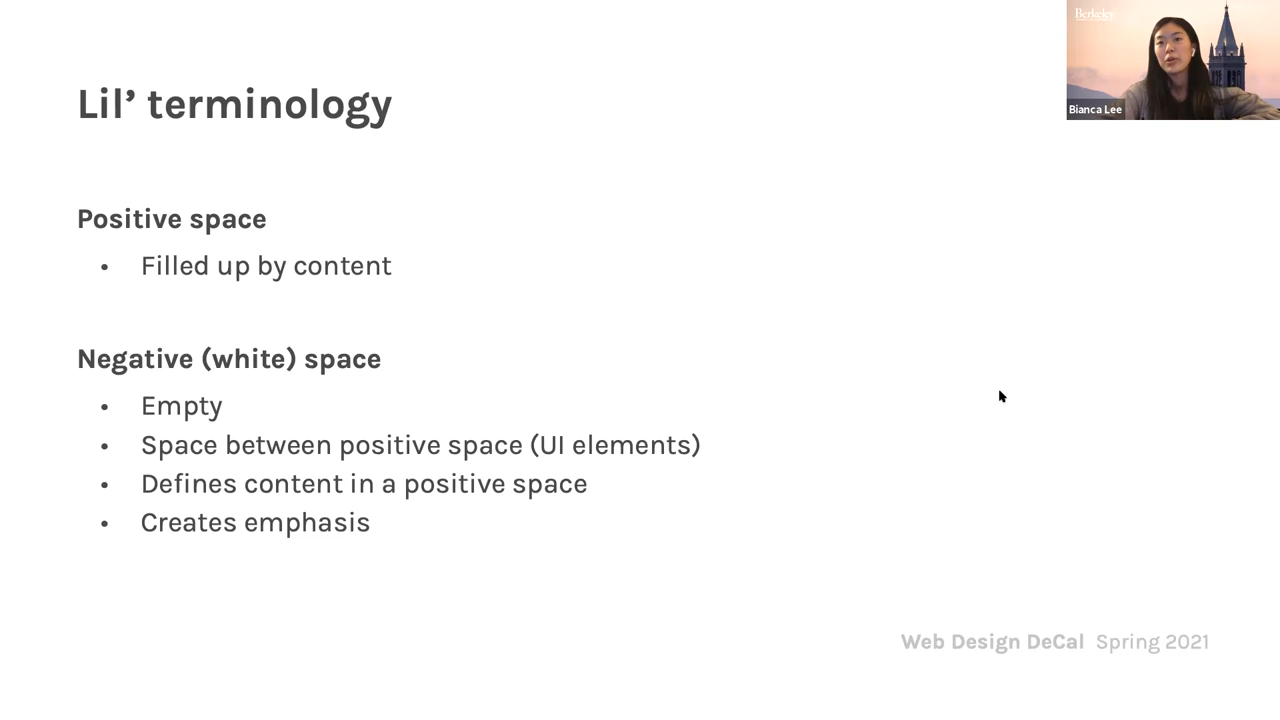 Berkeley
Bianca Lee
Lil’ terminology
Positive space
• Filled up by content
Negative (white) space
• Empty
• Space between positive space (UI elements)
• Defines content in a positive space
• Creates emphasis
Web Design DeCal Spring 2021